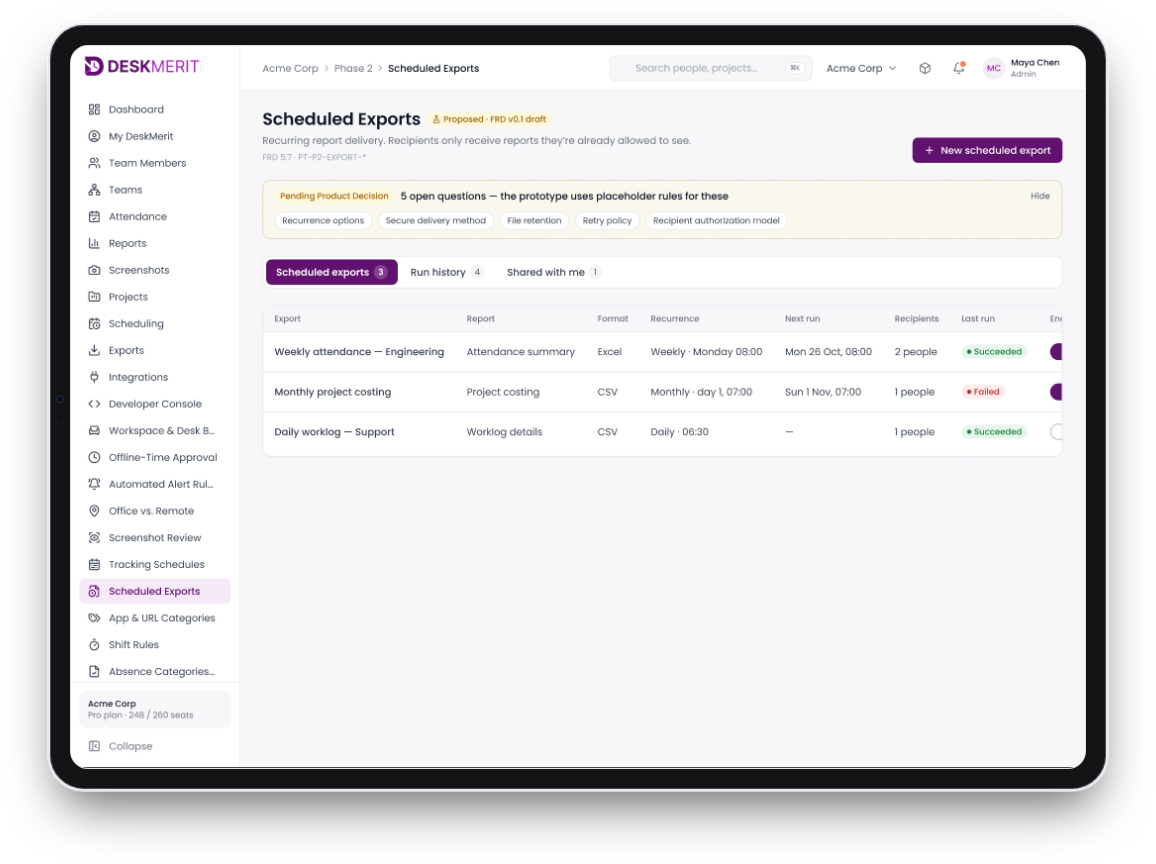 DESKMERIT
Acme Corp > Phase 2 > Scheduled Exports
Search people, projects...
⌘K
Acme Corp
MC
Maya Chen
Admin
Dashboard
My DeskMerit
Team Members
Teams
Attendance
Reports
Screenshots
Projects
Scheduling
Exports
Integrations
Developer Console
Workspace & Desk B...
Offline-Time Approval
Automated Alert Rul...
Office vs. Remote
Screenshot Review
Tracking Schedules
Scheduled Exports
App & URL Categories
Shift Rules
Absence Categories...
Acme Corp
Pro plan · 248 / 260 seats
Collapse
Scheduled Exports
Proposed · FRD v0.1 draft
Recurring report delivery. Recipients only receive reports they're already allowed to see.
FRD 5.7 · PT-P2-EXPORT-*
+ New scheduled export
Pending Product Decision 5 open questions — the prototype uses placeholder rules for these
Hide
Recurrence options Secure delivery method File retention Retry policy Recipient authorization model
Scheduled exports 3 Run history 4 Shared with me 1
Export Report Format Recurrence Next run Recipients Last run
Weekly attendance — Engineering Attendance summary Excel Weekly · Monday 08:00 Mon 26 Oct, 08:00 2 people Succeeded
Monthly project costing Project costing CSV Monthly · day 1, 07:00 Sun 1 Nov, 07:00 1 people Failed
Daily worklog — Support Worklog details CSV Daily · 06:30 — 1 people Succeeded